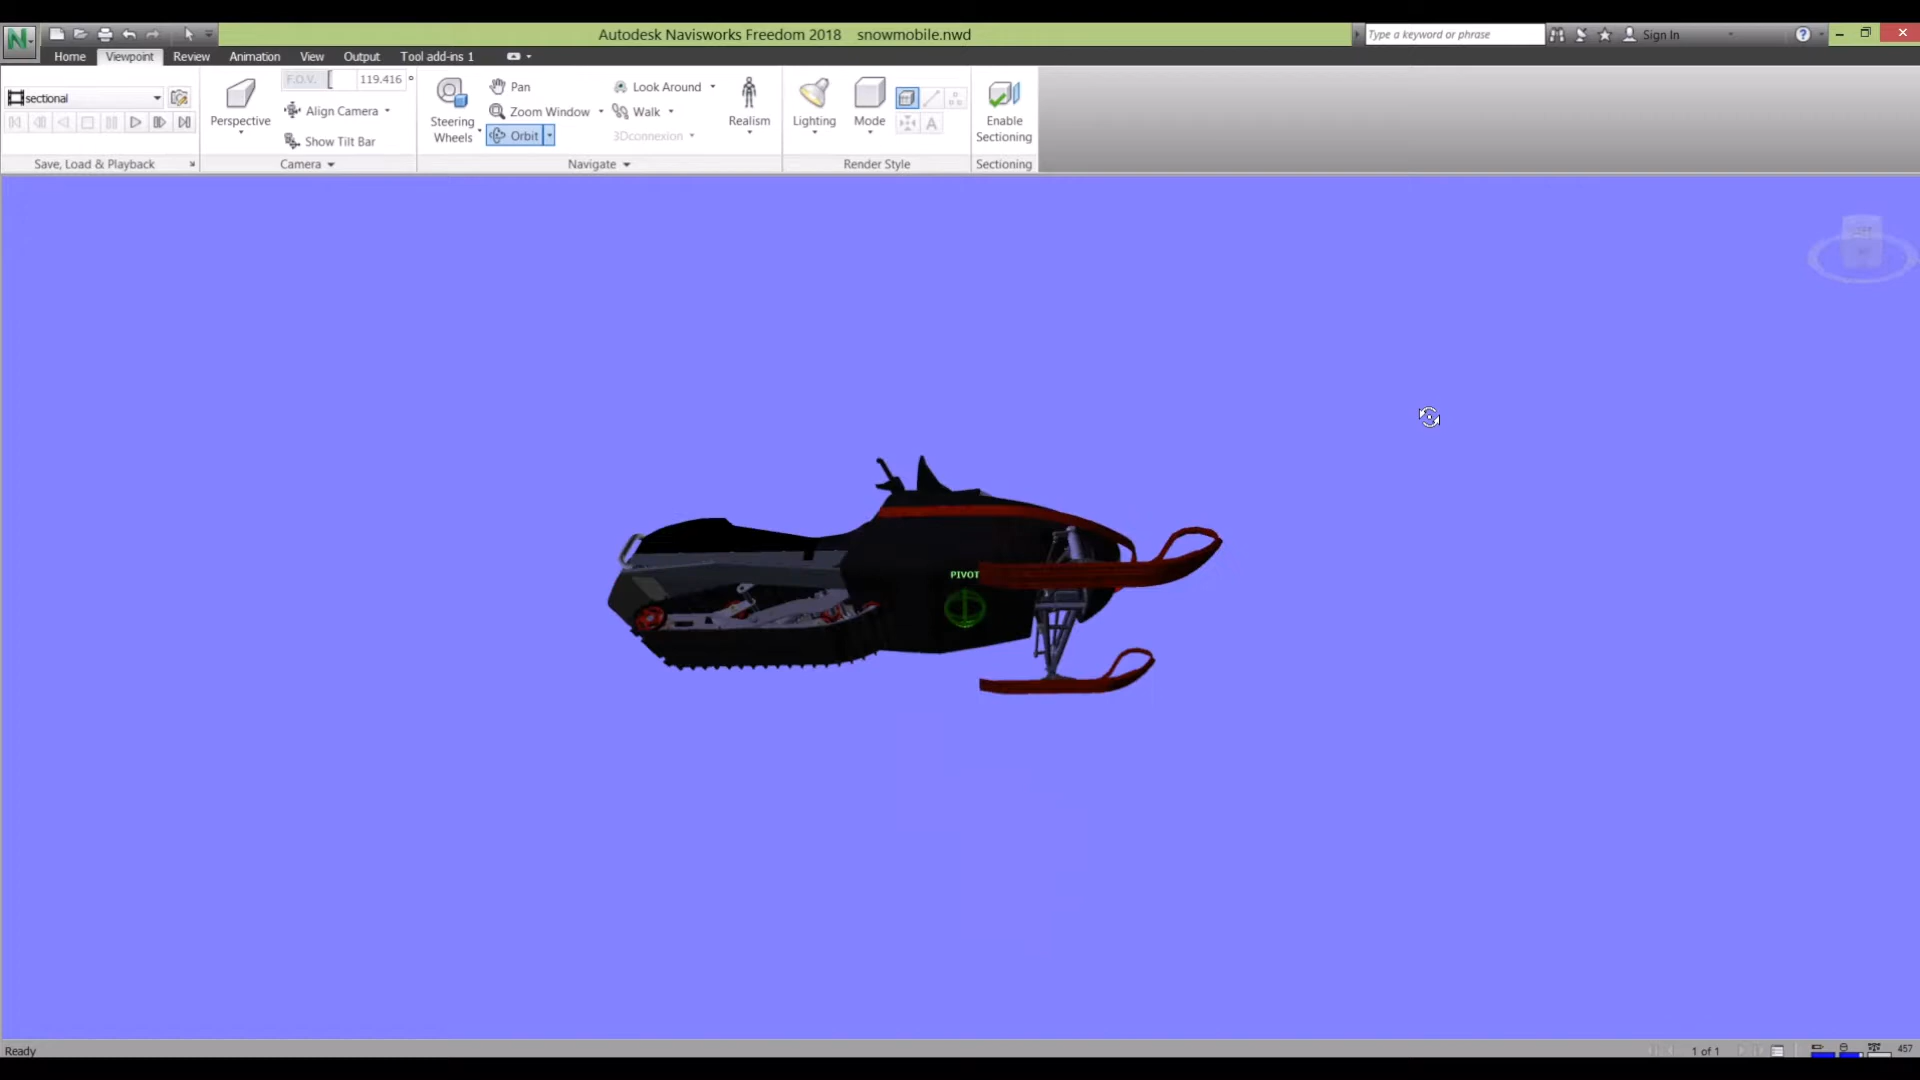 Autodesk Navisworks Freedom 2018 snowmobile.nwd
Type a keyword or phrase
Sign In
Home Viewpoint Review Animation View Output Tool add-ins 1
sectional
Perspective
F.O.V. 119.416 °
Align Camera
Show Tilt Bar
Steering
Wheels
Pan
Zoom Window
Orbit
Look Around
Walk
3Dconnexion
Realism
Lighting
Mode
A
Enable
Sectioning
Save, Load & Playback
Camera
Navigate
Render Style
Sectioning
PIVOT
Ready
1 of 1
457